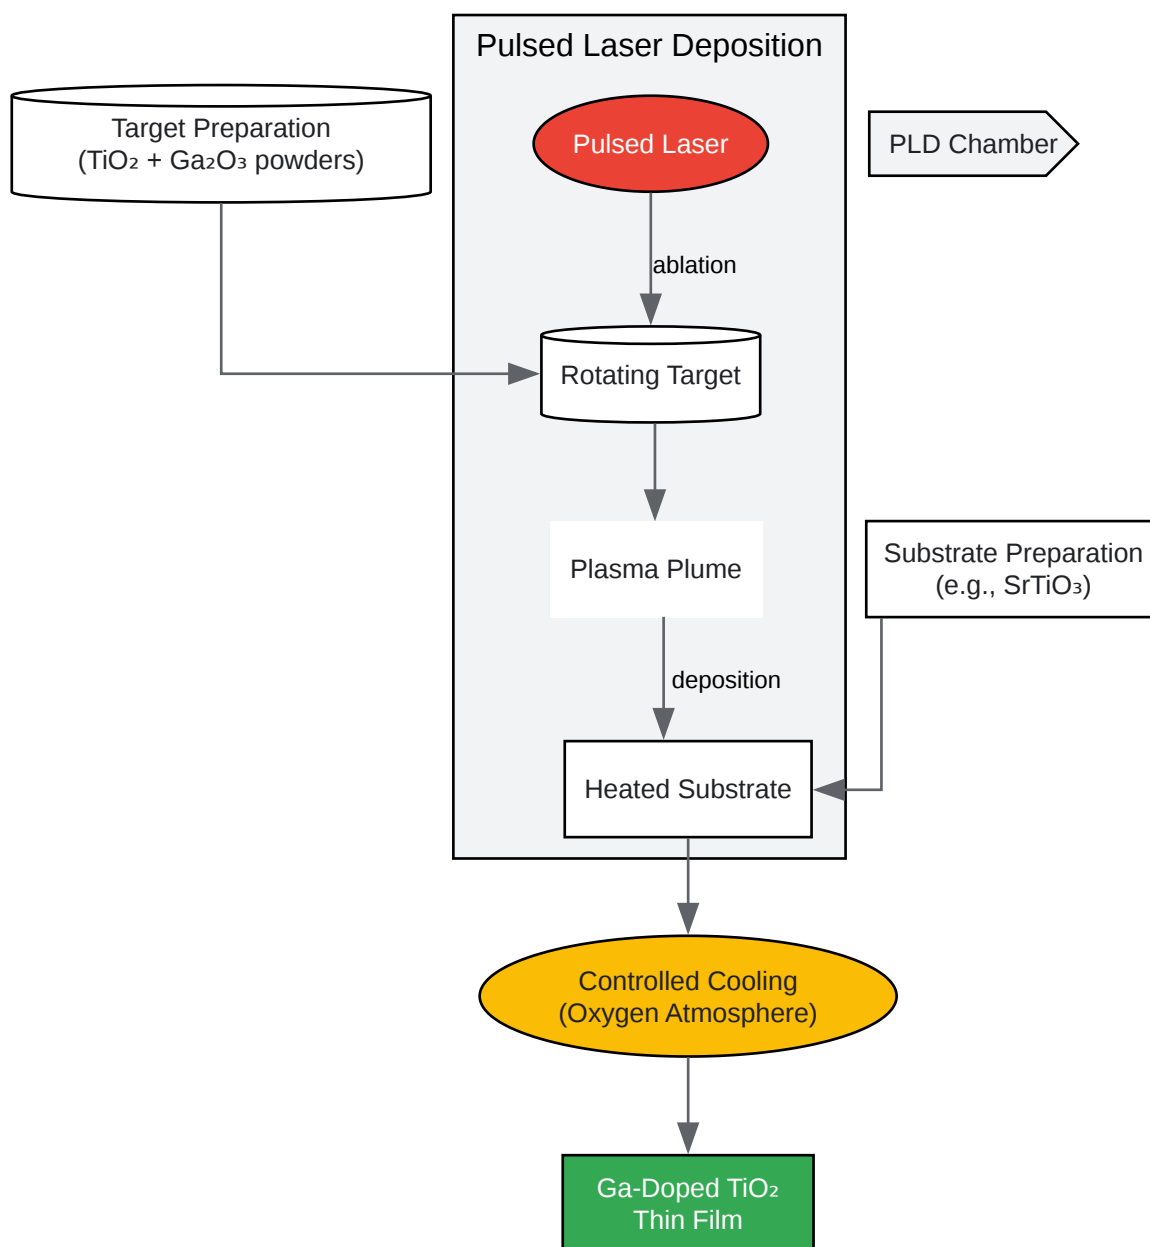 Pulsed Laser Deposition
Target Preparation
(TiO₂ + Ga₂O₃ powders)
Pulsed Laser
PLD Chamber
ablation
Rotating Target
Plasma Plume
Substrate Preparation
(e.g., SrTiO₃)
deposition
Heated Substrate
Controlled Cooling
(Oxygen Atmosphere)
Ga-Doped TiO₂
Thin Film